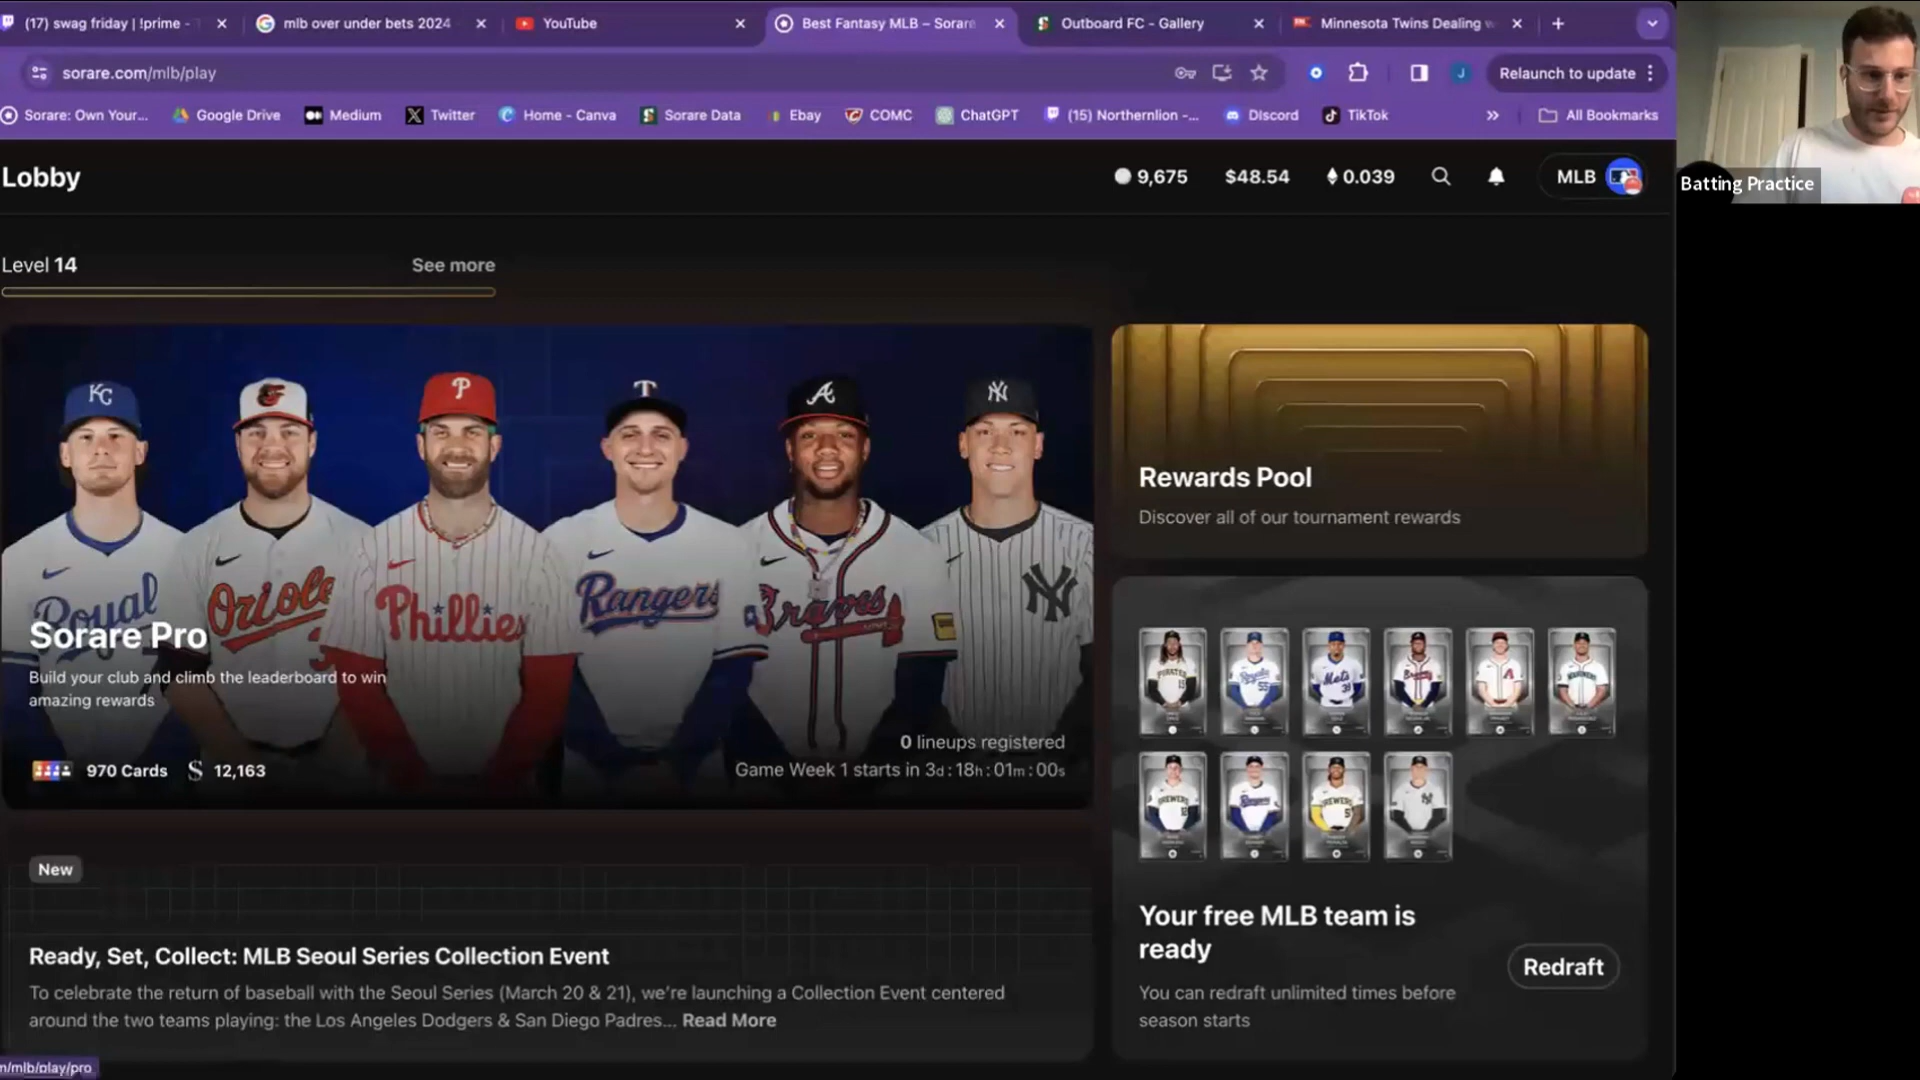 (17) swag friday | !prime -
mlb over under bets 2024
YouTube
Best Fantasy MLB – Sorare
Outboard FC - Gallery
Minnesota Twins Dealing w
sorare.com/mlb/play
Relaunch to update
Sorare: Own Your...
Google Drive
Medium
Twitter
Home - Canva
Sorare Data
Ebay
COMC
ChatGPT
(15) Northernlion -...
Discord
TikTok
All Bookmarks
Batting Practice
Lobby
9,675
$48.54
0.039
MLB
Level 14
See more
KC
P
T
A
NY
Royal
Orioles
Phillies
Rangers
Braves
NY
Sorare Pro
Build your club and climb the leaderboard to win
amazing rewards
970 Cards
12,163
0 lineups registered
Game Week 1 starts in 3d:18h:01m:00s
Rewards Pool
Discover all of our tournament rewards
New
Ready, Set, Collect: MLB Seoul Series Collection Event
To celebrate the return of baseball with the Seoul Series (March 20 & 21), we're launching a Collection Event centered
around the two teams playing: the Los Angeles Dodgers & San Diego Padres... Read More
Your free MLB team is
ready
You can redraft unlimited times before
season starts
Redraft
m/mlb/play/pro